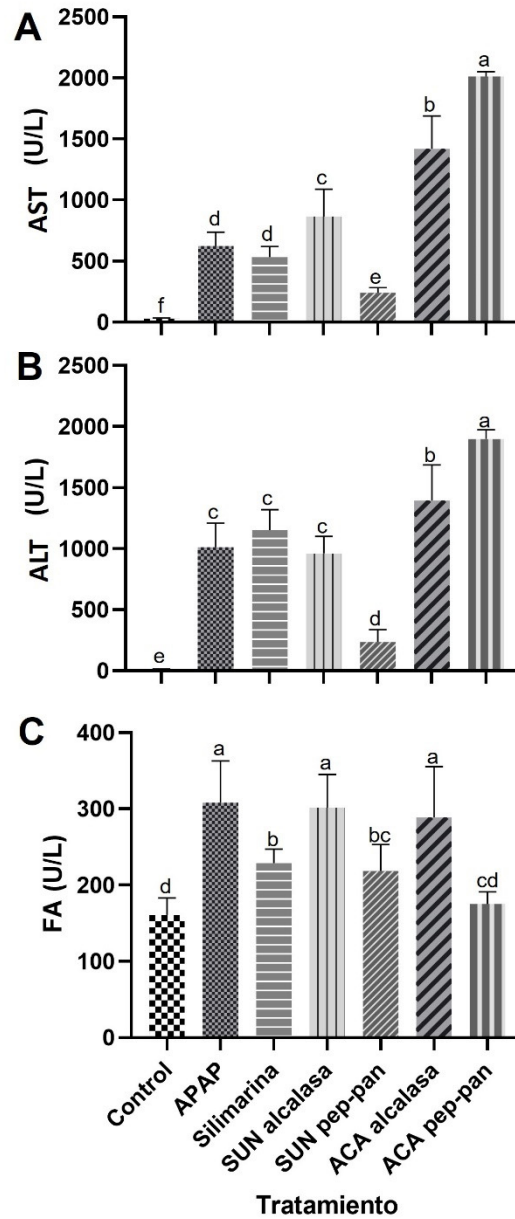 A
AST (U/L)
2500
2000
1500
1000
500
0
f
d
d
c
e
b
a
B
ALT (U/L)
2500
2000
1500
1000
500
0
e
c
c
c
d
b
a
C
FA (U/L)
400
300
200
100
0
d
a
b
a
bc
a
cd
Control
APAP
Silimarina
SUN alcalasa
SUN pep-pan
ACA alcalasa
ACA pep-pan
Tratamiento